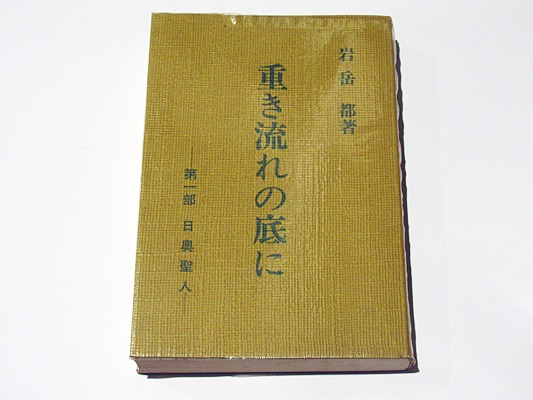 岩岳 都著
重き流れの底に
──第一部 日奥聖人──